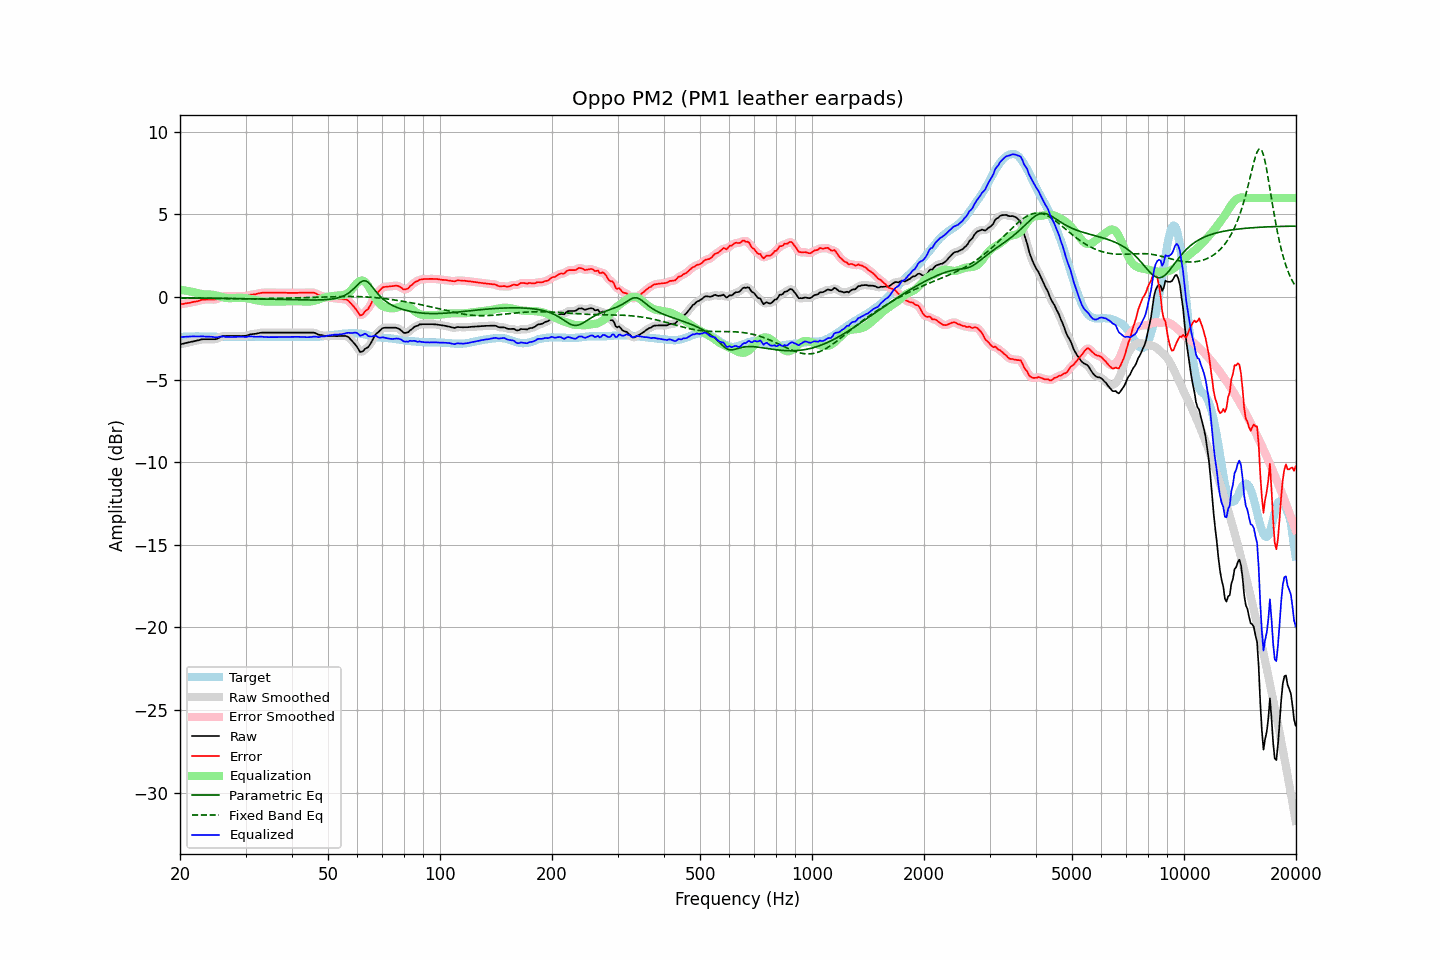 Oppo PM2 (PM1 leather earpads)
Amplitude (dBr)
10
5
0
−5
−10
−15
−20
−25
−30
Target
Raw Smoothed
Error Smoothed
Raw
Error
Equalization
Parametric Eq
Fixed Band Eq
Equalized
20 50 100 200 500 1000 2000 5000 10000 20000
Frequency (Hz)